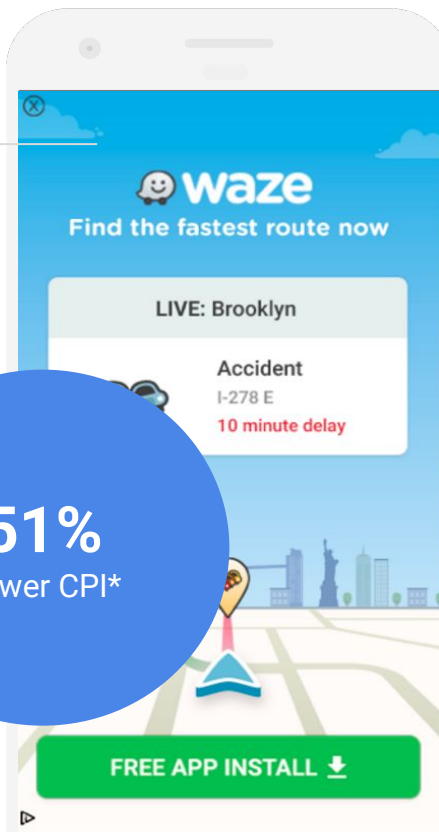 waze
Find the fastest route now
LIVE: Brooklyn
Accident
I-278 E
10 minute delay
51%
wer CPI*
FREE APP INSTALL